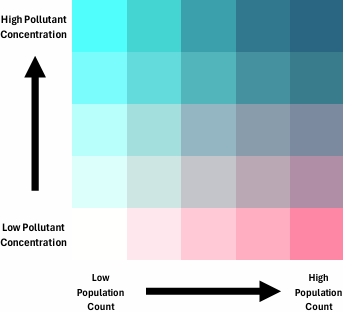 High Pollutant
Concentration
Low Pollutant
Concentration
Low
Population
Count
High
Population
Count